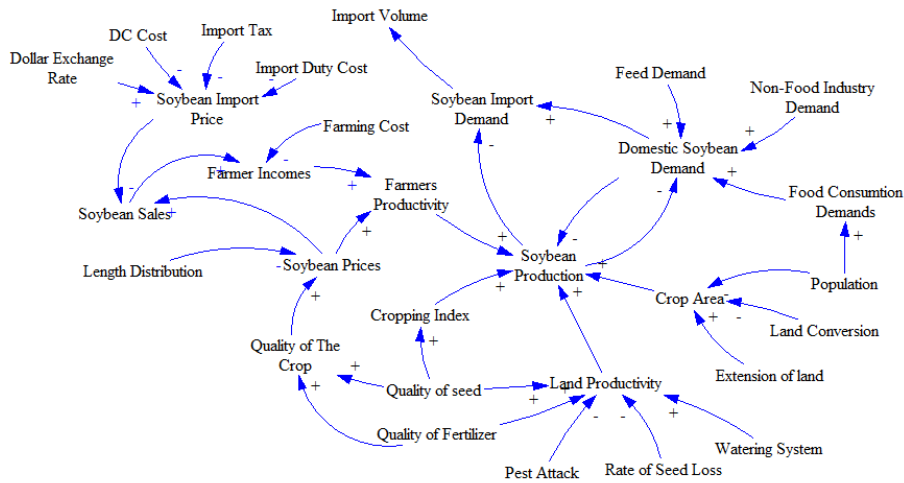 Import Volume
DC Cost
Import Tax
Dollar Exchange
Rate
Import Duty Cost
Feed Demand
Non-Food Industry
Demand
Soybean Import
Price
Soybean Import
Demand
Farming Cost
Domestic Soybean
Demand
Farmer Incomes
Farmers
Productivity
Food Consumtion
Demands
Soybean Sales
Length Distribution
Soybean Prices
Soybean
Production
Population
Crop Area
Cropping Index
Land Conversion
Quality of The
Crop
Quality of seed
Land Productivity
Extension of land
Quality of Fertilizer
Watering System
Pest Attack
Rate of Seed Loss